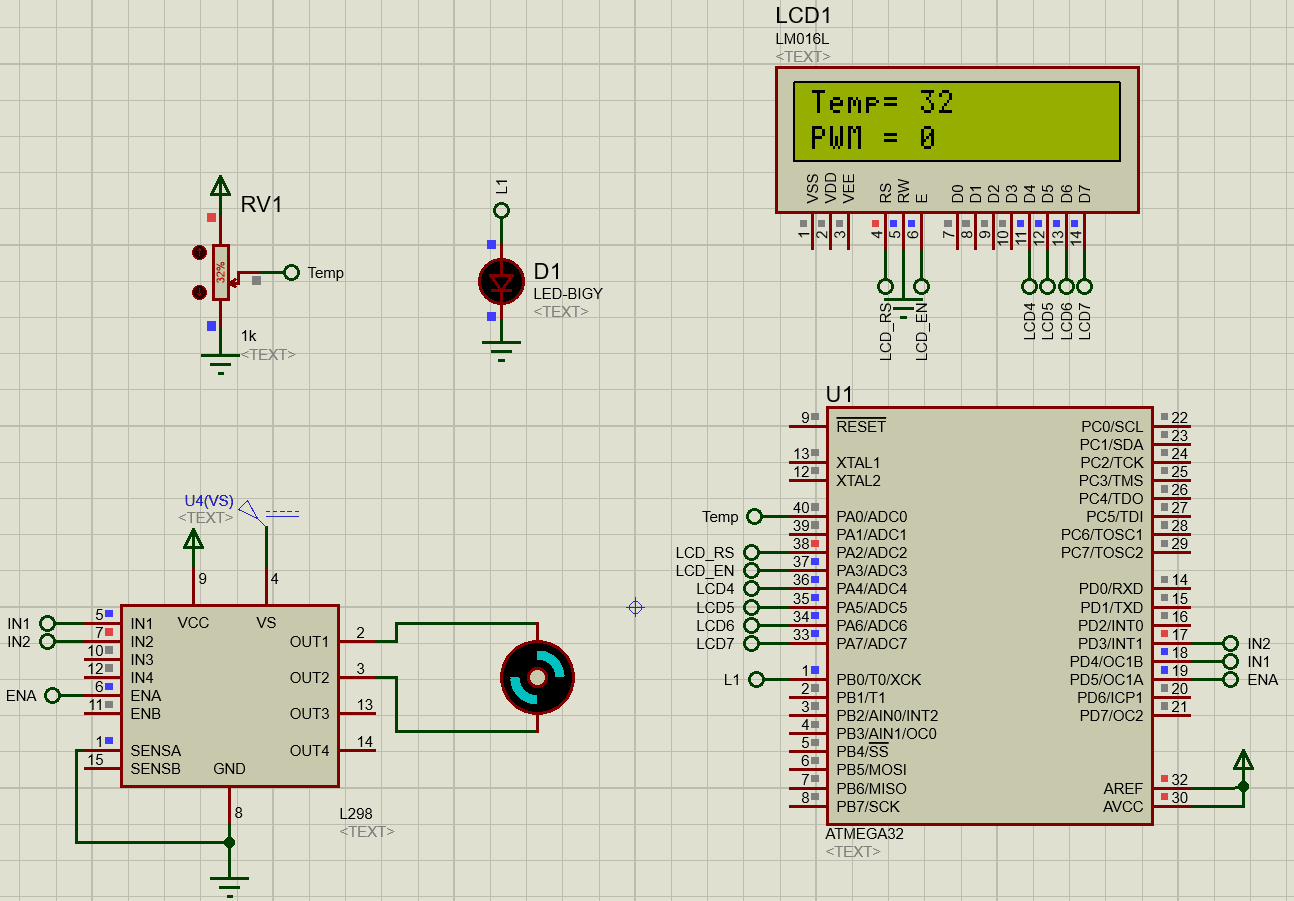 LCD1
LM016L
<TEXT>
Temp= 32
PWM = 0
VSS
VDD
VEE
RS
RW
E
D0
D1
D2
D3
D4
D5
D6
D7
1
2
3
4
5
6
7
8
9
10
11
12
13
14
LCD_RS
LCD_EN
LCD4
LCD5
LCD6
LCD7
RV1
32%
Temp
1k
<TEXT>
L1
D1
LED-BIGY
<TEXT>
U4(VS)
<TEXT>
9
4
VCC
VS
IN1 5 IN1
IN2 7 IN2
10 IN3
12 IN4
ENA 6 ENA
11 ENB
1 SENSA
15 SENSB
GND
8
OUT1 2
OUT2 3
OUT3 13
OUT4 14
L298
<TEXT>
U1
9 RESET
13 XTAL1
12 XTAL2
Temp 40 PA0/ADC0
39 PA1/ADC1
LCD_RS 38 PA2/ADC2
LCD_EN 37 PA3/ADC3
LCD4 36 PA4/ADC4
LCD5 35 PA5/ADC5
LCD6 34 PA6/ADC6
LCD7 33 PA7/ADC7
L1 1 PB0/T0/XCK
2 PB1/T1
3 PB2/AIN0/INT2
4 PB3/AIN1/OC0
5 PB4/SS
6 PB5/MOSI
7 PB6/MISO
8 PB7/SCK
PC0/SCL 22
PC1/SDA 23
PC2/TCK 24
PC3/TMS 25
PC4/TDO 26
PC5/TDI 27
PC6/TOSC1 28
PC7/TOSC2 29
PD0/RXD 14
PD1/TXD 15
PD2/INT0 16
PD3/INT1 17 IN2
PD4/OC1B 18 IN1
PD5/OC1A 19 ENA
PD6/ICP1 20
PD7/OC2 21
AREF 32
AVCC 30
ATMEGA32
<TEXT>